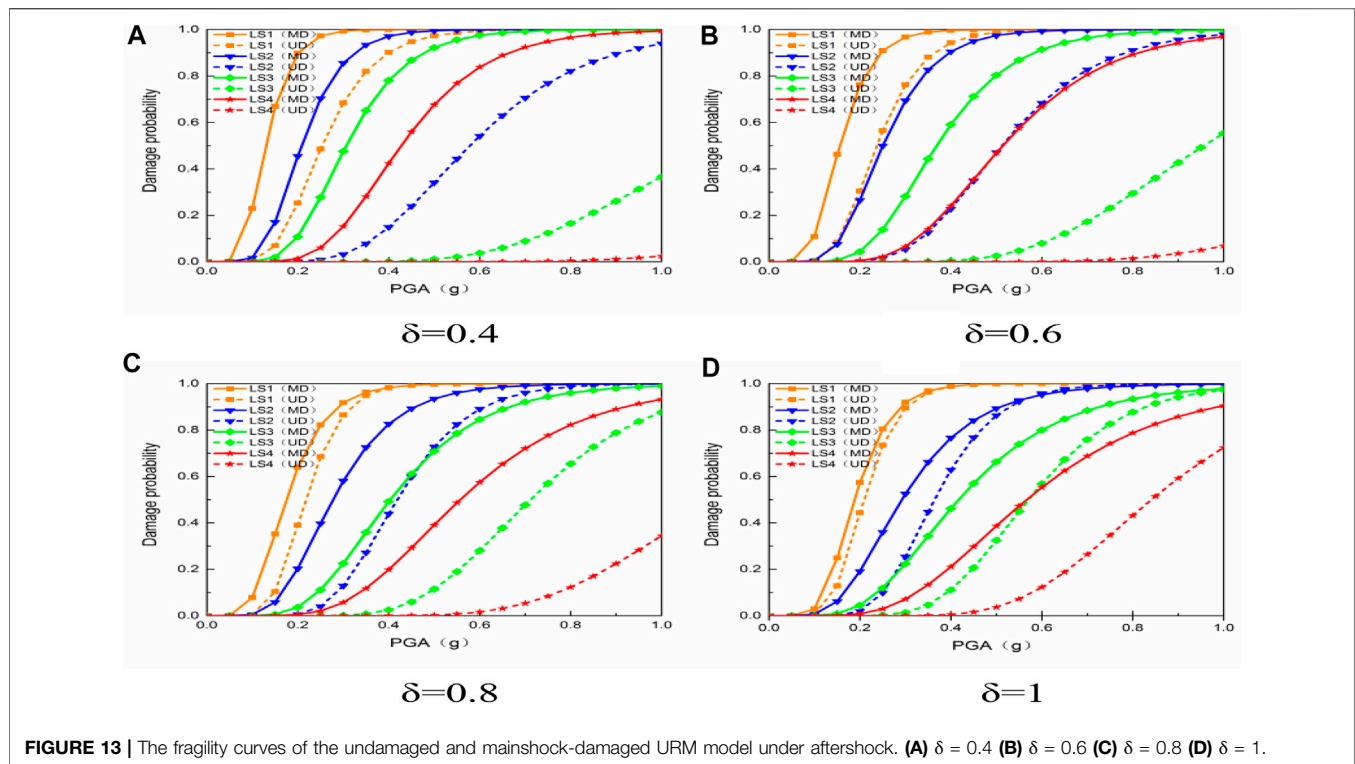 A
LS1 (MD)
LS1 (UD)
LS2 (MD)
LS2 (UD)
LS3 (MD)
LS3 (UD)
LS4 (MD)
LS4 (UD)
1.0
0.8
0.6
0.4
0.2
0.0
Damage probability
0.0 0.2 0.4 0.6 0.8 1.0
PGA (g)
δ=0.4
B
LS1 (MD)
LS1 (UD)
LS2 (MD)
LS2 (UD)
LS3 (MD)
LS3 (UD)
LS4 (MD)
LS4 (UD)
1.0
0.8
0.6
0.4
0.2
0.0
Damage probability
0.0 0.2 0.4 0.6 0.8 1.0
PGA (g)
δ=0.6
C
LS1 (MD)
LS1 (UD)
LS2 (MD)
LS2 (UD)
LS3 (MD)
LS3 (UD)
LS4 (MD)
LS4 (UD)
1.0
0.8
0.6
0.4
0.2
0.0
Damage probability
0.0 0.2 0.4 0.6 0.8 1.0
PGA (g)
δ=0.8
D
LS1 (MD)
LS1 (UD)
LS2 (MD)
LS2 (UD)
LS3 (MD)
LS3 (UD)
LS4 (MD)
LS4 (UD)
1.0
0.8
0.6
0.4
0.2
0.0
Damage probability
0.0 0.2 0.4 0.6 0.8 1.0
PGA (g)
δ=1
FIGURE 13 | The fragility curves of the undamaged and mainshock-damaged URM model under aftershock. (A) δ = 0.4 (B) δ = 0.6 (C) δ = 0.8 (D) δ = 1.